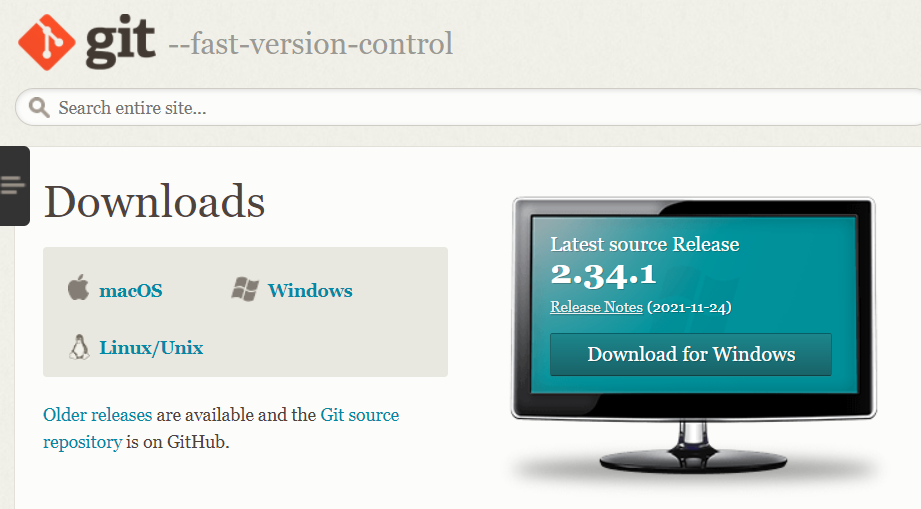 git --fast-version-control
Search entire site...
Downloads
macOS
Windows
Linux/Unix
Older releases are available and the Git source
repository is on GitHub.
Latest source Release
2.34.1
Release Notes (2021-11-24)
Download for Windows